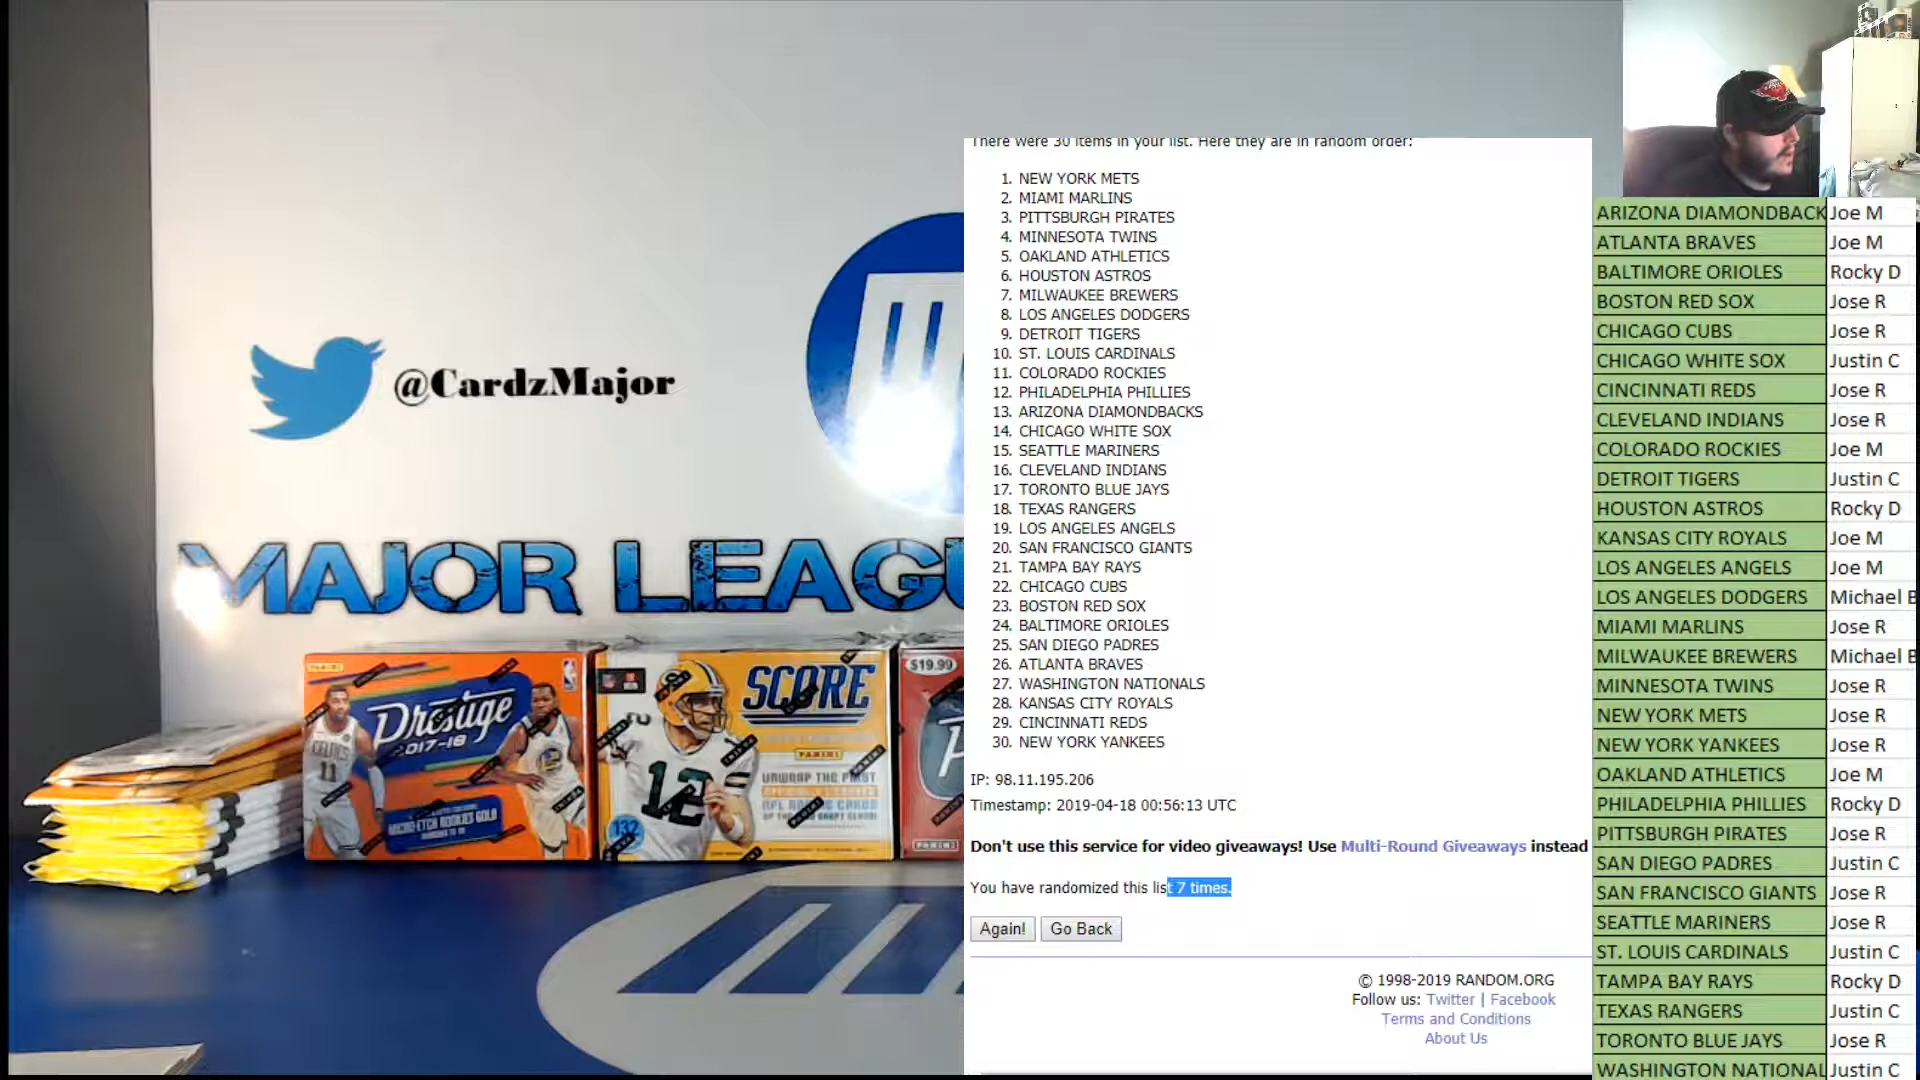 @CardzMajor
MAJOR LEAG
PANINI
Prestige
2017-18
MICRO-ETCH ROOKIES GOLD
CELTICS
11
SCORE
PANINI
UNWRAP THE FIRST
12
132
$19.99
PANINI
There were 30 items in your list. Here they are in random order:
1. NEW YORK METS
2. MIAMI MARLINS
3. PITTSBURGH PIRATES
4. MINNESOTA TWINS
5. OAKLAND ATHLETICS
6. HOUSTON ASTROS
7. MILWAUKEE BREWERS
8. LOS ANGELES DODGERS
9. DETROIT TIGERS
10. ST. LOUIS CARDINALS
11. COLORADO ROCKIES
12. PHILADELPHIA PHILLIES
13. ARIZONA DIAMONDBACKS
14. CHICAGO WHITE SOX
15. SEATTLE MARINERS
16. CLEVELAND INDIANS
17. TORONTO BLUE JAYS
18. TEXAS RANGERS
19. LOS ANGELES ANGELS
20. SAN FRANCISCO GIANTS
21. TAMPA BAY RAYS
22. CHICAGO CUBS
23. BOSTON RED SOX
24. BALTIMORE ORIOLES
25. SAN DIEGO PADRES
26. ATLANTA BRAVES
27. WASHINGTON NATIONALS
28. KANSAS CITY ROYALS
29. CINCINNATI REDS
30. NEW YORK YANKEES
IP: 98.11.195.206
Timestamp: 2019-04-18 00:56:13 UTC
Don't use this service for video giveaways! Use Multi-Round Giveaways instead
You have randomized this list 7 times.
Again! Go Back
© 1998-2019 RANDOM.ORG
Follow us: Twitter | Facebook
Terms and Conditions
About Us
ARIZONA DIAMONDBACK Joe M
ATLANTA BRAVES Joe M
BALTIMORE ORIOLES Rocky D
BOSTON RED SOX Jose R
CHICAGO CUBS Jose R
CHICAGO WHITE SOX Justin C
CINCINNATI REDS Jose R
CLEVELAND INDIANS Jose R
COLORADO ROCKIES Joe M
DETROIT TIGERS Justin C
HOUSTON ASTROS Rocky D
KANSAS CITY ROYALS Joe M
LOS ANGELES ANGELS Joe M
LOS ANGELES DODGERS Michael B
MIAMI MARLINS Jose R
MILWAUKEE BREWERS Michael B
MINNESOTA TWINS Jose R
NEW YORK METS Jose R
NEW YORK YANKEES Jose R
OAKLAND ATHLETICS Joe M
PHILADELPHIA PHILLIES Rocky D
PITTSBURGH PIRATES Jose R
SAN DIEGO PADRES Justin C
SAN FRANCISCO GIANTS Jose R
SEATTLE MARINERS Jose R
ST. LOUIS CARDINALS Justin C
TAMPA BAY RAYS Rocky D
TEXAS RANGERS Justin C
TORONTO BLUE JAYS Jose R
WASHINGTON NATIONAL Justin C